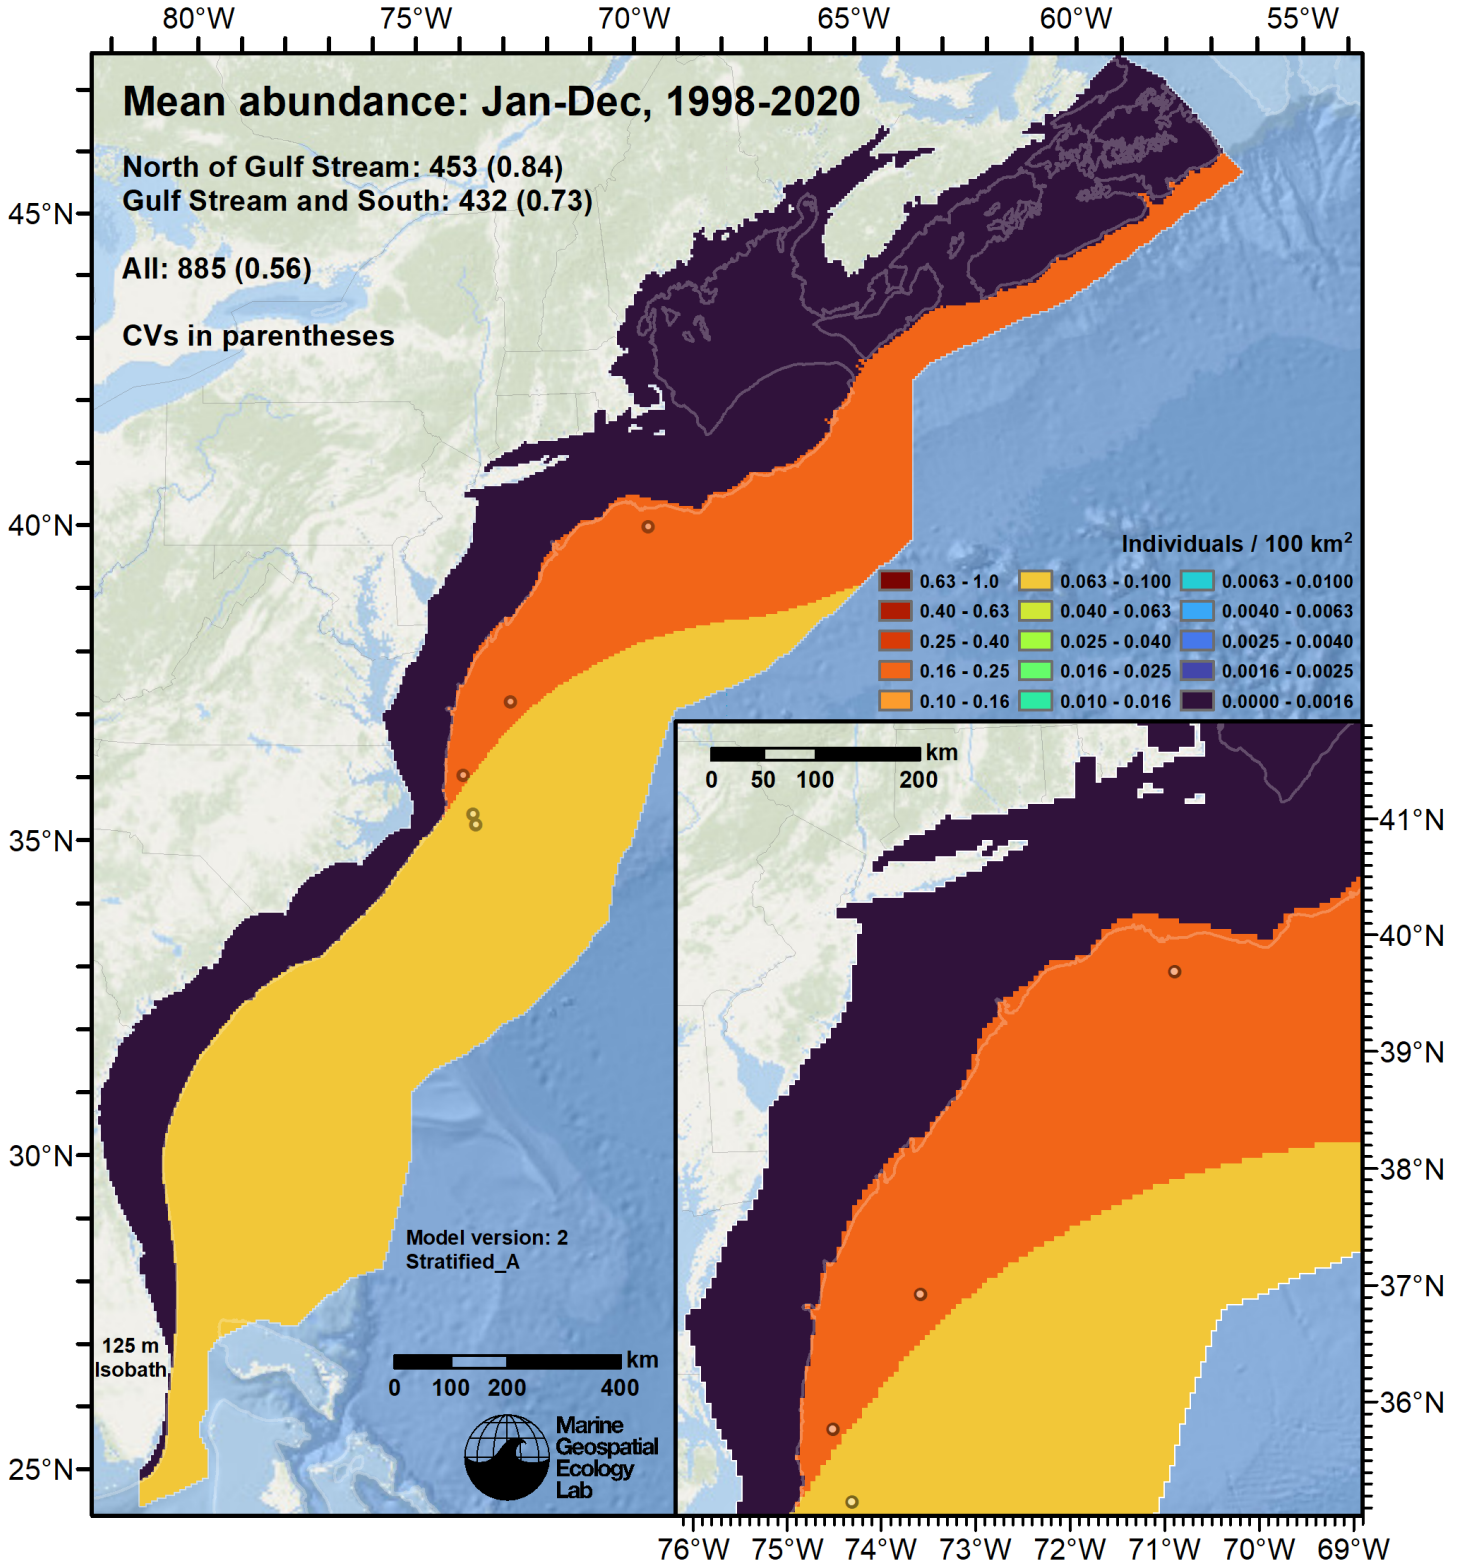 80°W 75°W 70°W 65°W 60°W 55°W
Mean abundance: Jan-Dec, 1998-2020
North of Gulf Stream: 453 (0.84)
Gulf Stream and South: 432 (0.73)
45°N
All: 885 (0.56)
CVs in parentheses
40°N
Individuals / 100 km2
0.63 - 1.0 0.063 - 0.100 0.0063 - 0.0100
0.40 - 0.63 0.040 - 0.063 0.0040 - 0.0063
0.25 - 0.40 0.025 - 0.040 0.0025 - 0.0040
0.16 - 0.25 0.016 - 0.025 0.0016 - 0.0025
0.10 - 0.16 0.010 - 0.016 0.0000 - 0.0016
km
0 50 100 200
41°N
35°N
40°N
39°N
30°N
38°N
Model version: 2
Stratified_A
37°N
125 m
Isobath
km
0 100 200 400
36°N
Marine
Geospatial
Ecology
Lab
25°N
76°W 75°W 74°W 73°W 72°W 71°W 70°W 69°W